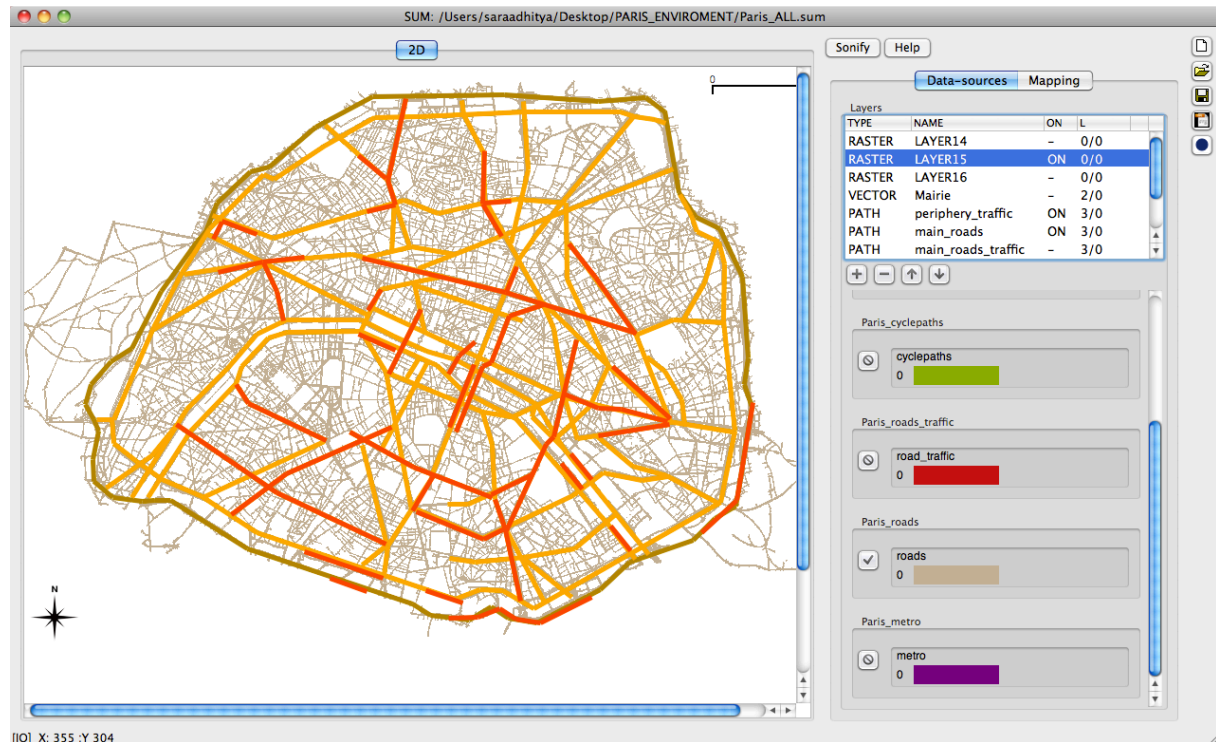 SUM: /Users/saraadhitya/Desktop/PARIS_ENVIROMENT/Paris_ALL.sum
2D
Sonify Help
Data-sources Mapping
Layers
TYPE NAME ON L
RASTER LAYER14 – 0/0
RASTER LAYER15 ON 0/0
RASTER LAYER16 – 0/0
VECTOR Mairie – 2/0
PATH periphery_traffic ON 3/0
PATH main_roads ON 3/0
PATH main_roads_traffic – 3/0
0
Paris_cyclepaths
cyclepaths
0
Paris_roads_traffic
road_traffic
0
Paris_roads
roads
0
Paris_metro
metro
0
N
[IO] X: 355 :Y 304